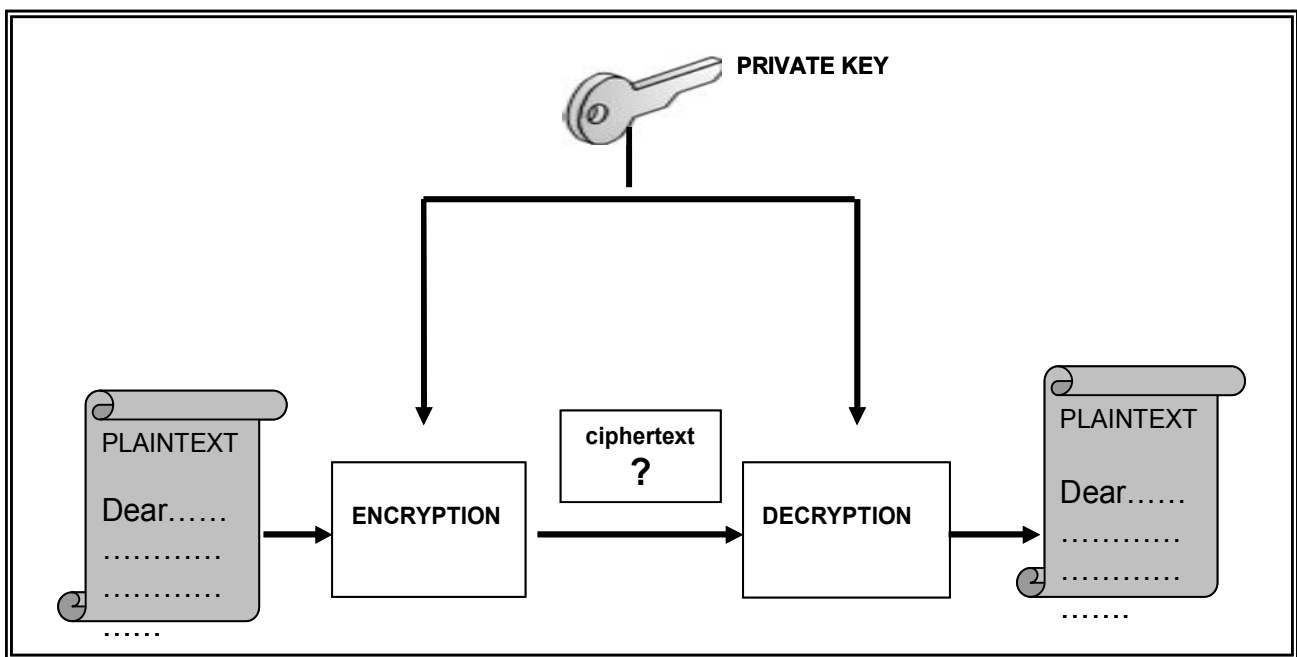 PRIVATE KEY
PLAINTEXT
Dear……
…………
…………
……
ENCRYPTION
ciphertext
?
DECRYPTION
PLAINTEXT
Dear……
…………
…………
…….